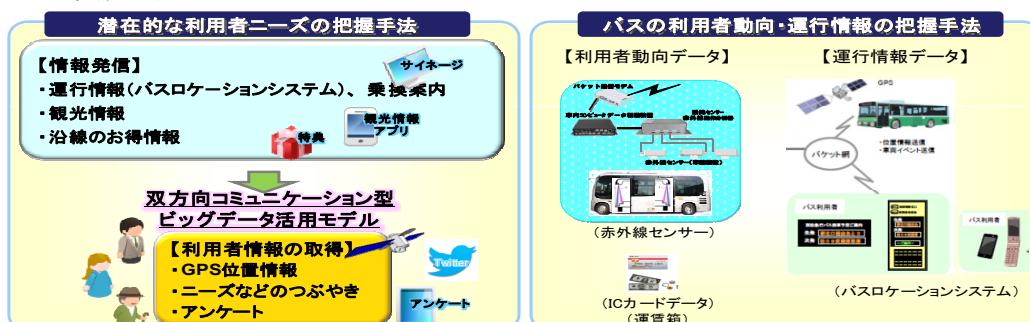 潜在的な利用者ニーズの把握手法
【情報発信】
・運行情報(バスロケーションシステム)、乗換案内
・観光情報
・沿線のお得情報
サイネージ
観光情報
アプリ
特典
双方向コミュニケーション型
ビッグデータ活用モデル
【利用者情報の取得】
・GPS位置情報
・ニーズなどのつぶやき
・アンケート
Twitter
アンケート
バスの利用者動向・運行情報の把握手法
【利用者動向データ】
パケット通信モデム
(赤外線センサー)
(ICカードデータ)
(運賃箱)
【運行情報データ】
GPS
・位置情報送信
・車両イベント送信
パケット網
バス利用者
バス利用者
(バスロケーションシステム)